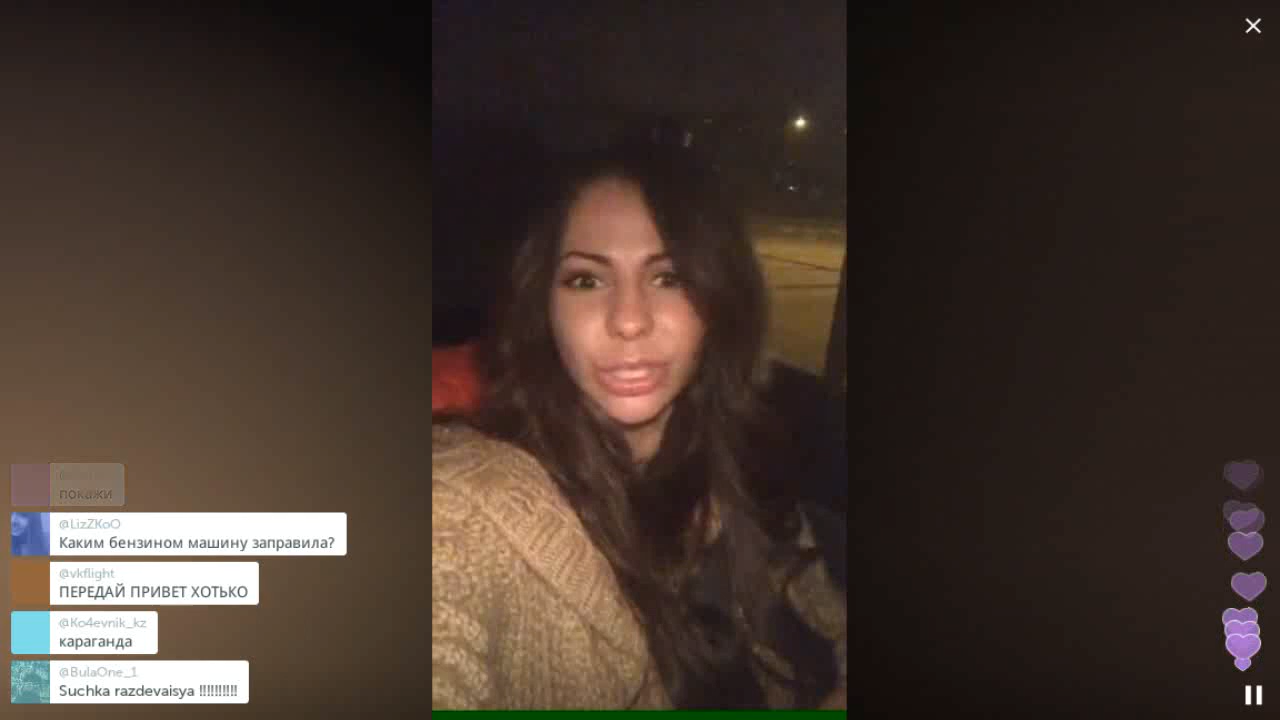 покажи
@LizZKoO
Каким бензином машину заправила?
@vkflight
ПЕРЕДАЙ ПРИВЕТ ХОТЬКО
@Ko4evnik_kz
караганда
@BulaOne_1
Suchka razdevaisya !!!!!!!!!!